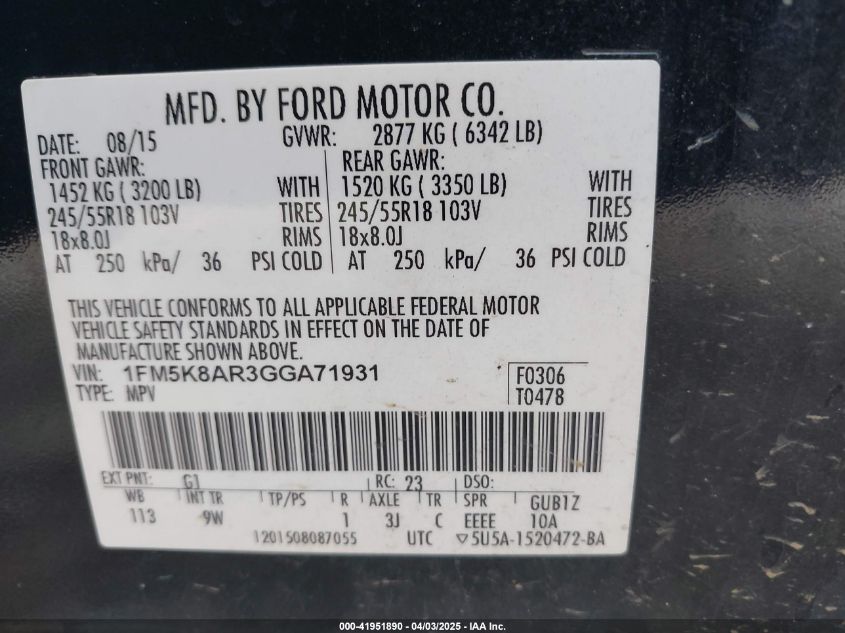 MFD. BY FORD MOTOR CO.
DATE: 08/15 GVWR: 2877 KG ( 6342 LB)
FRONT GAWR: REAR GAWR:
1452 KG ( 3200 LB) WITH 1520 KG ( 3350 LB) WITH
245/55R18 103V TIRES 245/55R18 103V TIRES
18x8.0J RIMS 18x8.0J RIMS
AT 250 kPa/ 36 PSI COLD AT 250 kPa/ 36 PSI COLD
THIS VEHICLE CONFORMS TO ALL APPLICABLE FEDERAL MOTOR
VEHICLE SAFETY STANDARDS IN EFFECT ON THE DATE OF
MANUFACTURE SHOWN ABOVE.
VIN: 1FM5K8AR3GGA71931 F0306
TYPE: MPV T0478
EXT PNT: G1 RC: 23 DSO:
WB INT TR TP/PS R AXLE TR SPR GUB1Z
113 9W 1 3J C EEEE 10A
1201508087055 UTC ▽5U5A-1520472-BA
000-41951890 - 04/03/2025 - IAA Inc.